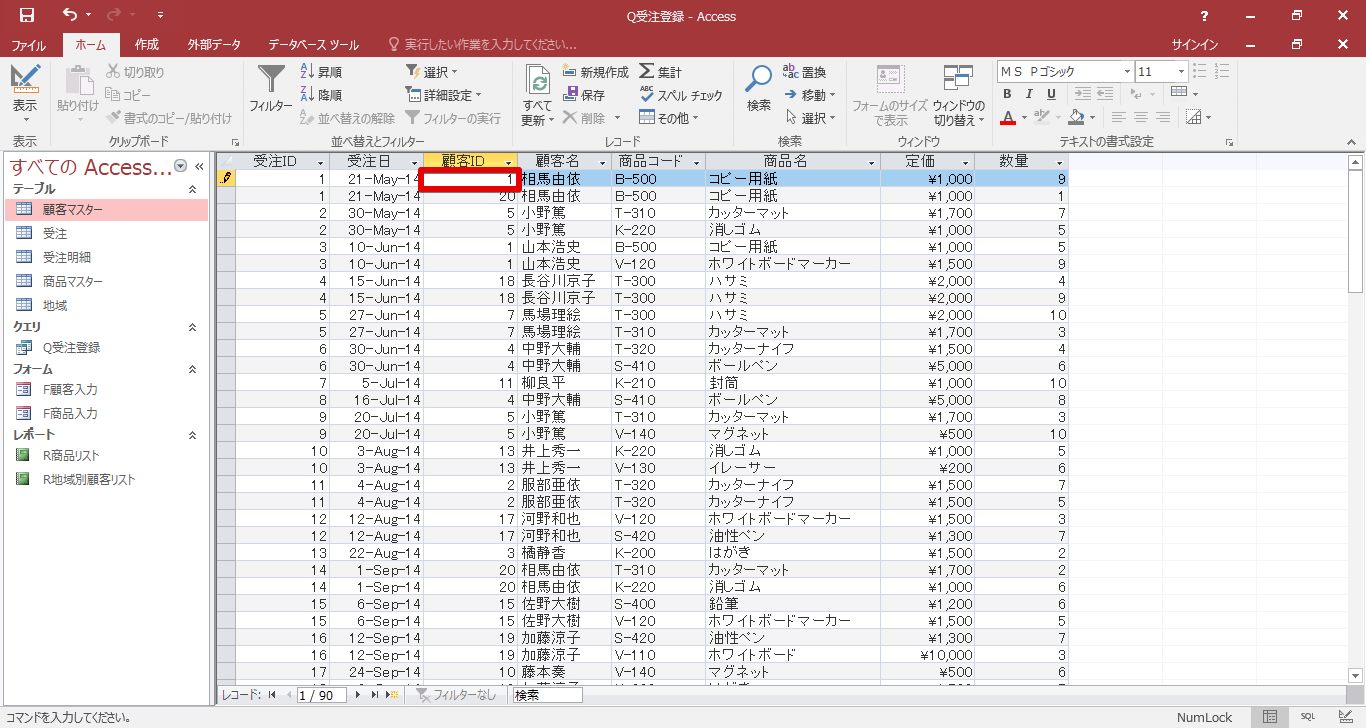 Q受注登録 - Access
ファイル ホーム 作成 外部データ データベース ツール 実行したい作業を入力してください... サインイン
表示
表示
貼り付け
切り取り
コピー
書式のコピー/貼り付け
クリップボード
フィルター
昇順
降順
並べ替えの解除
選択
詳細設定
フィルターの実行
並べ替えとフィルター
すべて
更新
新規作成
保存
削除
集計
スペル チェック
その他
レコード
検索
置換
移動
選択
検索
フォームのサイズ
で表示
ウィンドウの
切り替え
ウィンドウ
ＭＳ Ｐゴシック 11
B I U
A
テキストの書式設定
すべての Access...
テーブル
顧客マスター
受注
受注明細
商品マスター
地域
クエリ
Q受注登録
フォーム
F顧客入力
F商品入力
レポート
R商品リスト
R地域別顧客リスト
受注ID 受注日 顧客ID 顧客名 商品コード 商品名 定価 数量
1 21-May-14 1 相馬由依 B-500 コピー用紙 ¥1,000 9
1 21-May-14 20 相馬由依 B-500 コピー用紙 ¥1,000 1
2 30-May-14 5 小野篤 T-310 カッターマット ¥1,700 7
2 30-May-14 5 小野篤 K-220 消しゴム ¥1,000 5
3 10-Jun-14 1 山本浩史 B-500 コピー用紙 ¥1,000 5
3 10-Jun-14 1 山本浩史 V-120 ホワイトボードマーカー ¥1,500 9
4 15-Jun-14 18 長谷川京子 T-300 ハサミ ¥2,000 4
4 15-Jun-14 18 長谷川京子 T-300 ハサミ ¥2,000 9
5 27-Jun-14 7 馬場理絵 T-300 ハサミ ¥2,000 10
5 27-Jun-14 7 馬場理絵 T-310 カッターマット ¥1,700 3
6 30-Jun-14 4 中野大輔 T-320 カッターナイフ ¥1,500 4
6 30-Jun-14 4 中野大輔 S-410 ボールペン ¥5,000 6
7 5-Jul-14 11 柳良平 K-210 封筒 ¥1,000 10
8 16-Jul-14 4 中野大輔 S-410 ボールペン ¥5,000 8
9 20-Jul-14 5 小野篤 T-310 カッターマット ¥1,700 3
9 20-Jul-14 5 小野篤 V-140 マグネット ¥500 10
10 3-Aug-14 13 井上秀一 K-220 消しゴム ¥1,000 5
10 3-Aug-14 13 井上秀一 V-130 イレーサー ¥200 6
11 4-Aug-14 2 服部亜依 T-320 カッターナイフ ¥1,500 7
11 4-Aug-14 2 服部亜依 T-320 カッターナイフ ¥1,500 5
12 12-Aug-14 17 河野和也 V-120 ホワイトボードマーカー ¥1,500 3
12 12-Aug-14 17 河野和也 S-420 油性ペン ¥1,300 7
13 22-Aug-14 3 橘静香 K-200 はがき ¥1,500 2
14 1-Sep-14 20 相馬由依 T-310 カッターマット ¥1,700 2
14 1-Sep-14 20 相馬由依 K-220 消しゴム ¥1,000 6
15 6-Sep-14 15 佐野大樹 S-400 鉛筆 ¥1,200 6
15 6-Sep-14 15 佐野大樹 V-120 ホワイトボードマーカー ¥1,500 5
16 12-Sep-14 19 加藤涼子 S-420 油性ペン ¥1,300 7
16 12-Sep-14 19 加藤涼子 V-110 ホワイトボード ¥10,000 3
17 24-Sep-14 10 藤本奏 V-140 マグネット ¥500 6
レコード: 1 / 90 フィルターなし 検索
コマンドを入力してください。 NumLock SQL